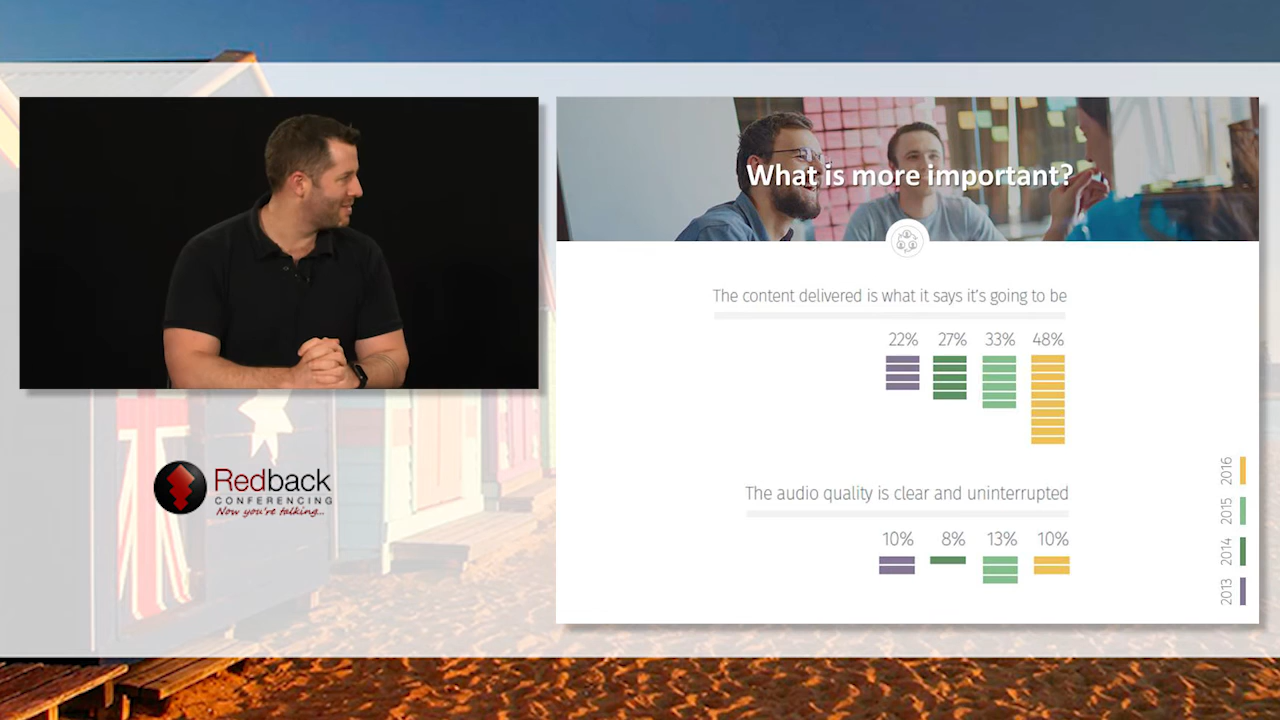 Redback
CONFERENCING
Now you're talking...
What is more important?
The content delivered is what it says it's going to be
22% 27% 33% 48%
The audio quality is clear and uninterrupted
10% 8% 13% 10%
2016
2015
2014
2013